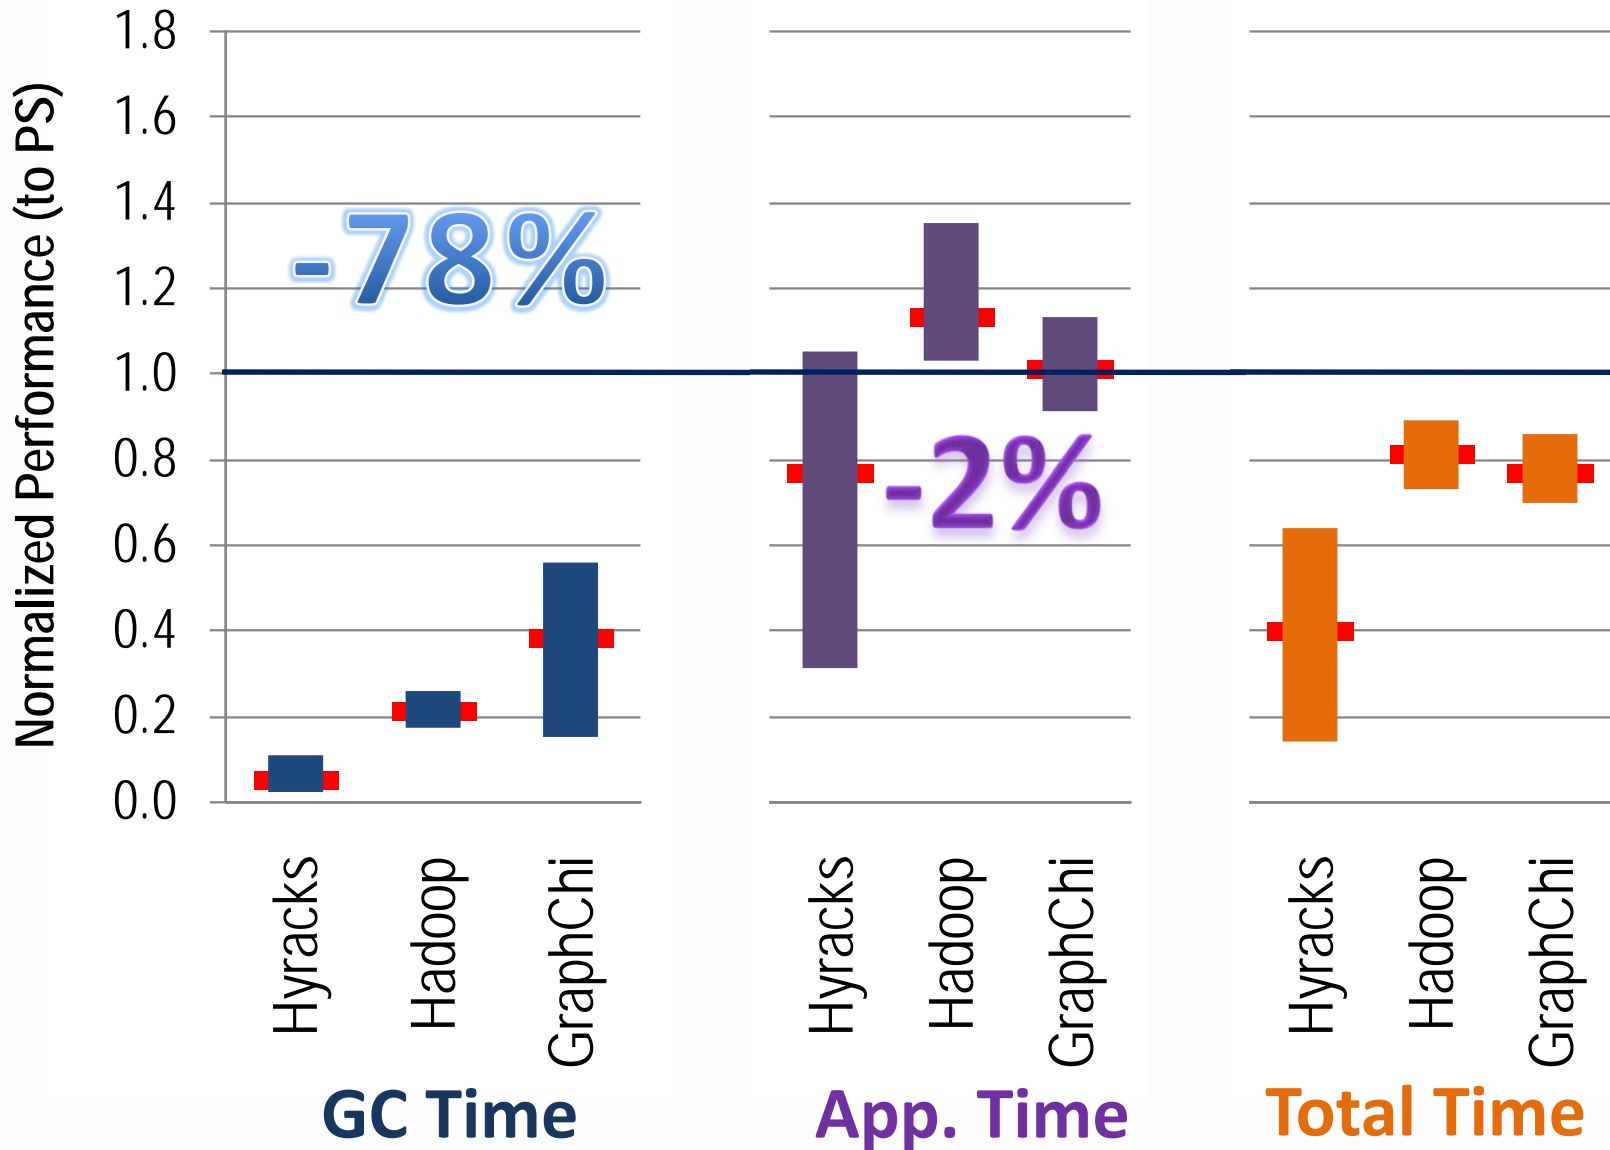 Normalized Performance (to PS)
1.8
1.6
1.4
1.2
1.0
0.8
0.6
0.4
0.2
0.0
-78%
-2%
Hyracks
Hadoop
GraphChi
Hyracks
Hadoop
GraphChi
Hyracks
Hadoop
GraphChi
GC Time
App. Time
Total Time